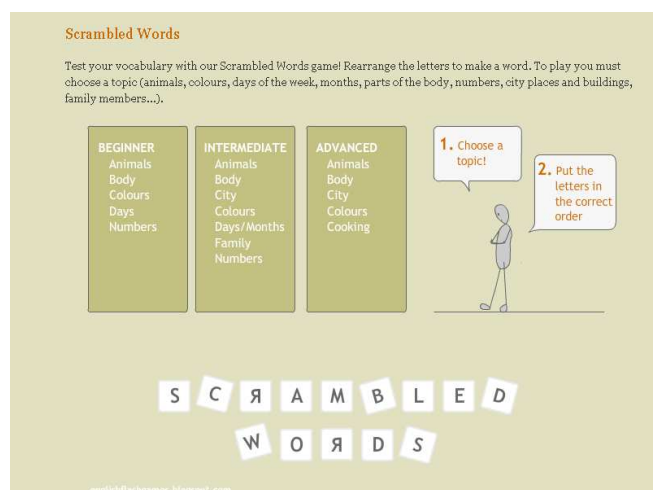 Scrambled Words
Test your vocabulary with our Scrambled Words game! Rearrange the letters to make a word. To play you must
choose a topic (animals, colours, days of the week, months, parts of the body, numbers, city places and buildings,
family members...).
BEGINNER
Animals
Body
Colours
Days
Numbers
INTERMEDIATE
Animals
Body
City
Colours
Days/Months
Family
Numbers
ADVANCED
Animals
Body
City
Colours
Cooking
1. Choose a
topic!
2. Put the
letters in
the correct
order
SCЯAMBLED
WOЯDS